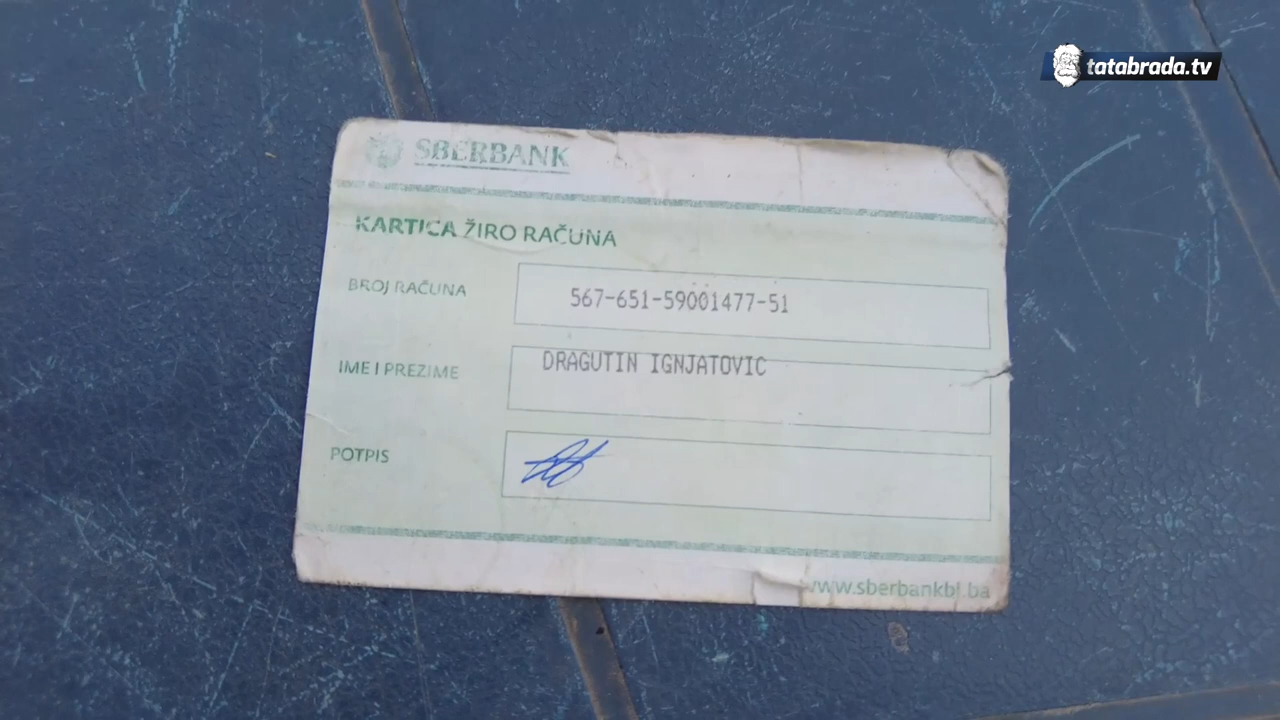 tatabrada.tv
SBERBANK
KARTICA ŽIRO RAČUNA
BROJ RAČUNA 567-651-59001477-51
IME I PREZIME DRAGUTIN IGNJATOVIC
POTPIS
www.sberbankbl.ba